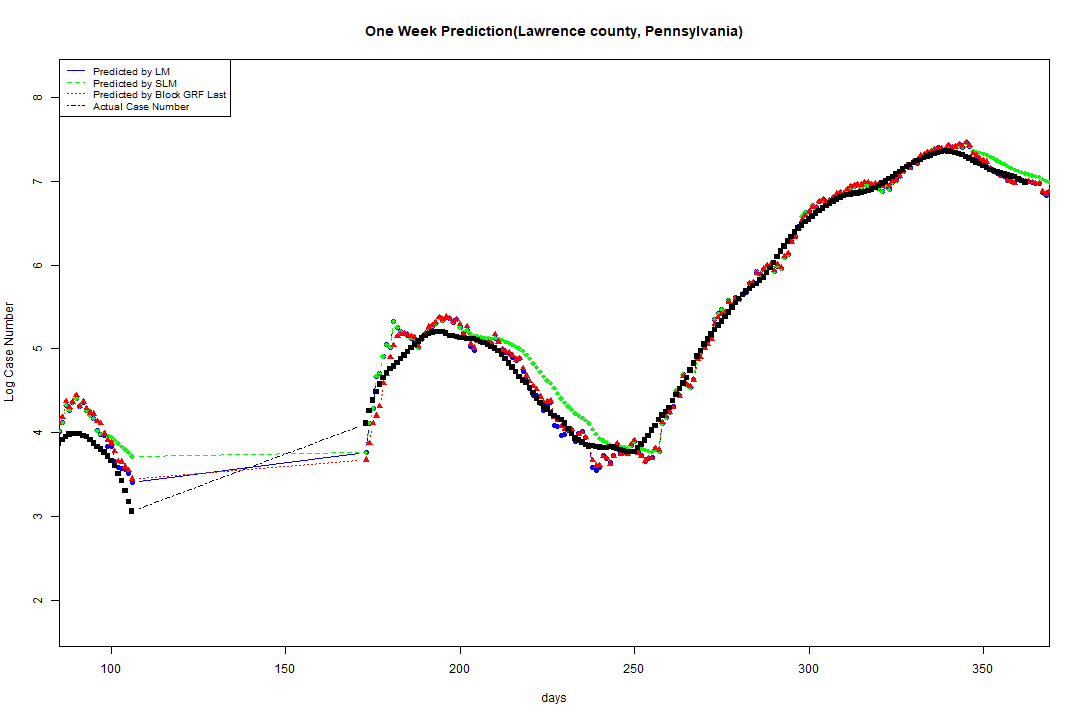 One Week Prediction(Lawrence county, Pennsylvania)
Predicted by LM
Predicted by SLM
Predicted by Block GRF Last
Actual Case Number
8
7
6
5
4
3
2
Log Case Number
100 150 200 250 300 350
days